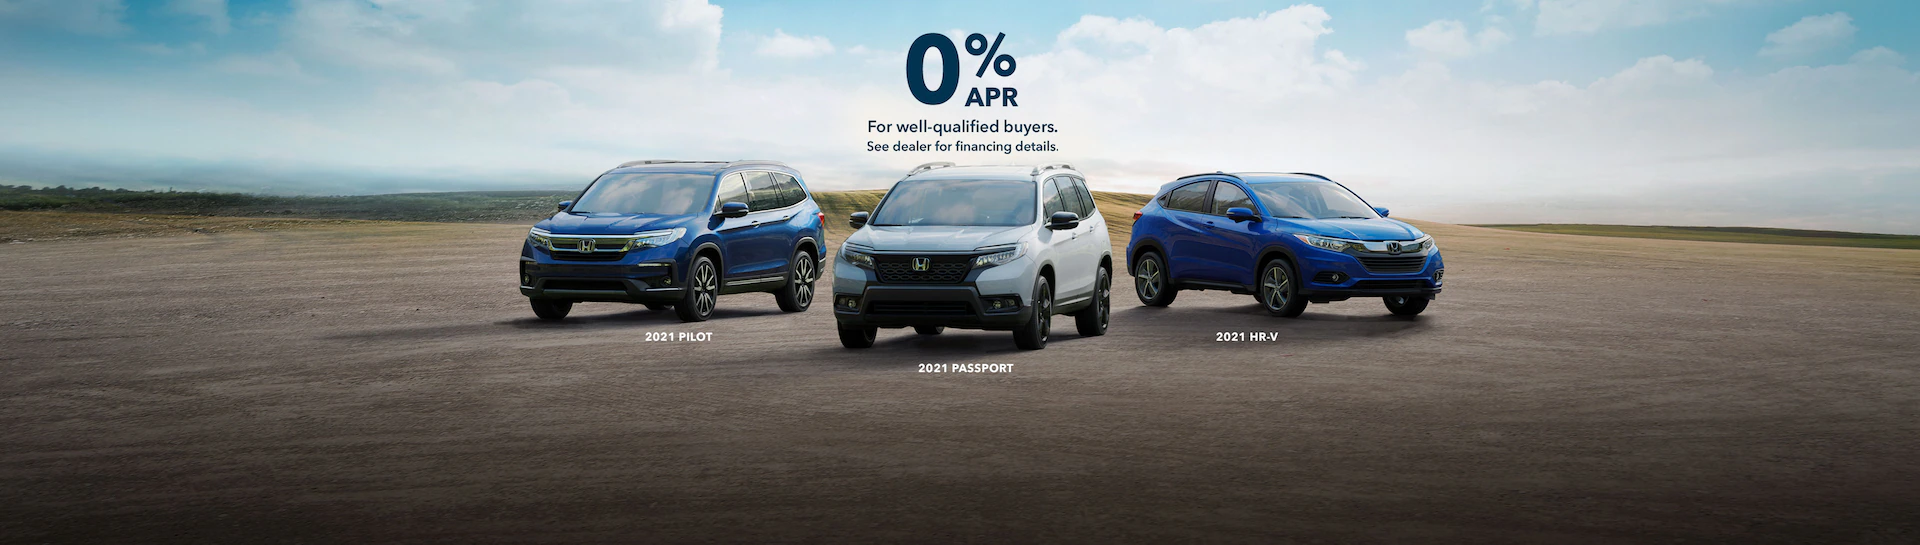 0%
APR
For well-qualified buyers.
See dealer for financing details.
2021 PILOT
2021 PASSPORT
2021 HR-V